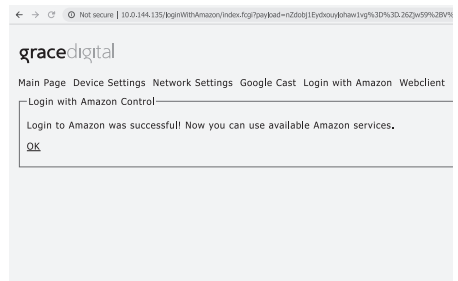 Not secure | 10.0.144.135/loginWithAmazon/index.fcgi?payload=nZdobj1Eydxouylohaw1vg%3D%3D.26Zjw59%2BV%
gracedigital
Main Page Device Settings Network Settings Google Cast Login with Amazon Webclient
Login with Amazon Control
Login to Amazon was successful! Now you can use available Amazon services.
OK